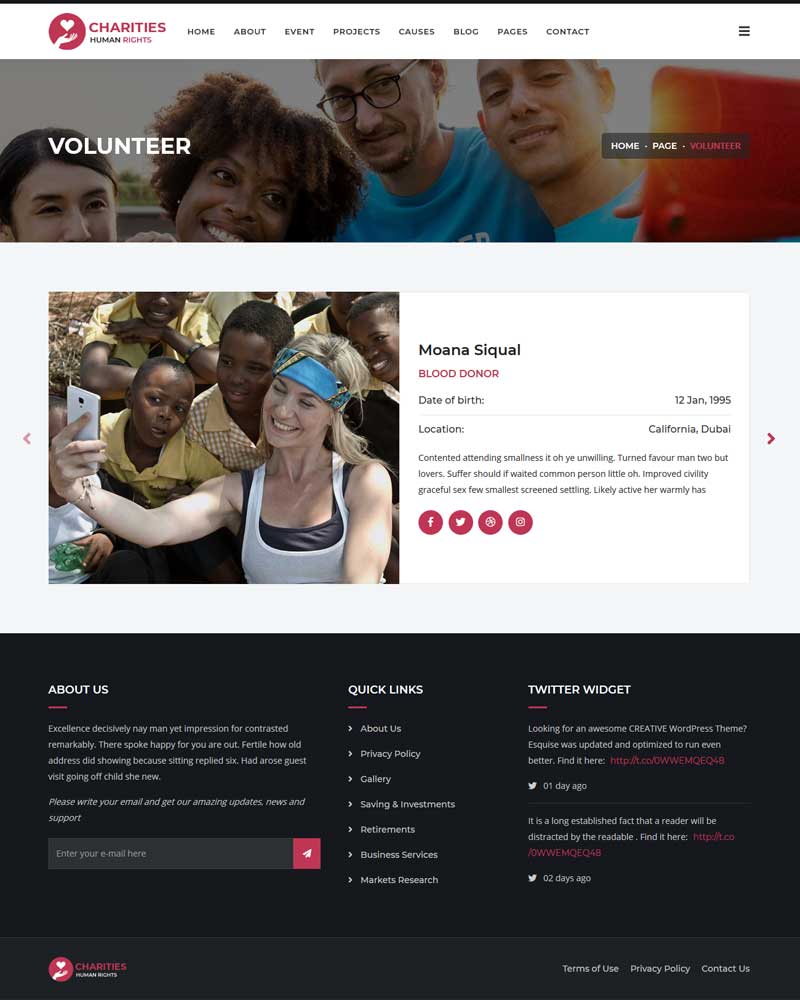 CHARITIES
HUMAN RIGHTS
HOME ABOUT EVENT PROJECTS CAUSES BLOG PAGES CONTACT
VOLUNTEER
HOME · PAGE · VOLUNTEER
Moana Siqual
BLOOD DONOR
Date of birth: 12 Jan, 1995
Location: California, Dubai
Contented attending smallness it oh ye unwilling. Turned favour man two but
lovers. Suffer should if waited common person little oh. Improved civility
graceful sex few smallest screened settling. Likely active her warmly has
ABOUT US
Excellence decisively nay man yet impression for contrasted
remarkably. There spoke happy for you are out. Fertile how old
address did showing because sitting replied six. Had arose guest
visit going off child she new.
Please write your email and get our amazing updates, news and
support
Enter your e-mail here
QUICK LINKS
About Us
Privacy Policy
Gallery
Saving & Investments
Retirements
Business Services
Markets Research
TWITTER WIDGET
Looking for an awesome CREATIVE WordPress Theme?
Esquise was updated and optimized to run even
better. Find it here: http://t.co/0WWEMQEQ48
01 day ago
It is a long established fact that a reader will be
distracted by the readable . Find it here: http://t.co
/0WWEMQEQ48
02 days ago
CHARITIES
HUMAN RIGHTS
Terms of Use Privacy Policy Contact Us